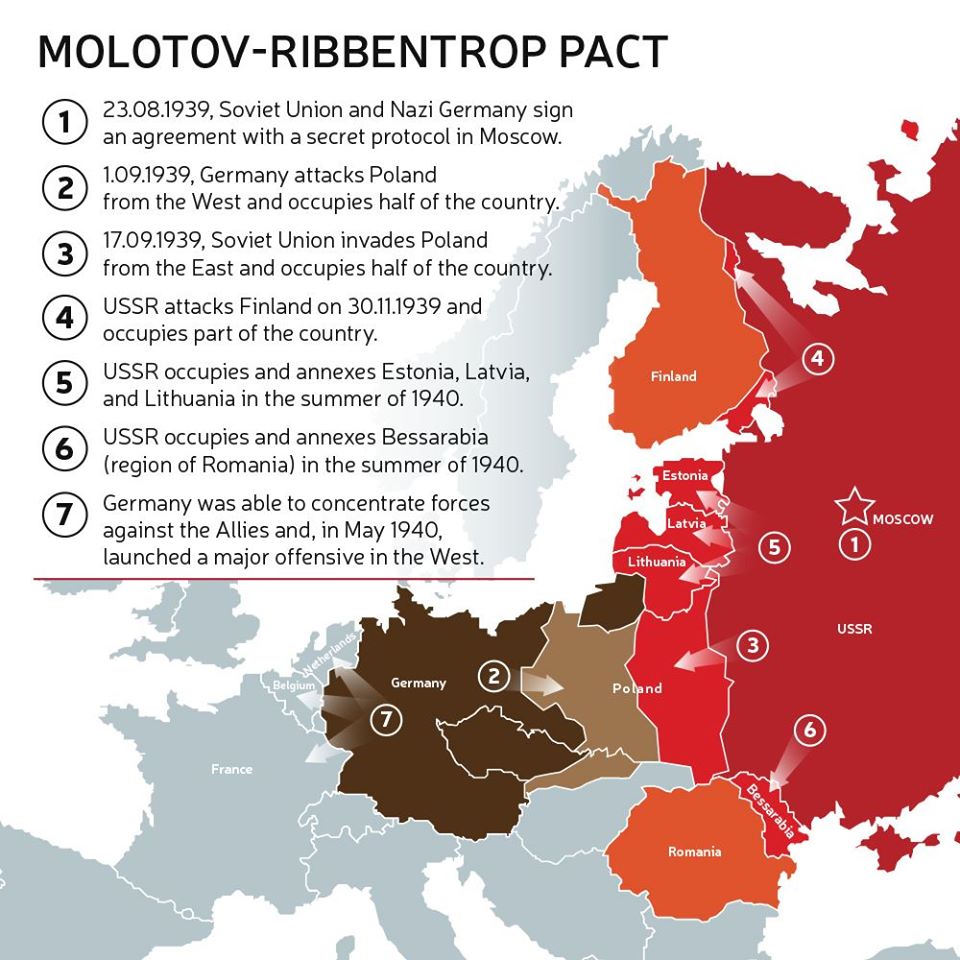 MOLOTOV-RIBBENTROP PACT
1
23.08.1939, Soviet Union and Nazi Germany sign
an agreement with a secret protocol in Moscow.
2
1.09.1939, Germany attacks Poland
from the West and occupies half of the country.
3
17.09.1939, Soviet Union invades Poland
from the East and occupies half of the country.
4
USSR attacks Finland on 30.11.1939 and
occupies part of the country.
5
USSR occupies and annexes Estonia, Latvia,
and Lithuania in the summer of 1940.
6
USSR occupies and annexes Bessarabia
(region of Romania) in the summer of 1940.
7
Germany was able to concentrate forces
against the Allies and, in May 1940,
launched a major offensive in the West.
Finland
4
Estonia
Latvia
Lithuania
5
MOSCOW
1
USSR
3
Netherlands
Belgium
Germany
2
Poland
7
France
6
Bessarabia
Romania